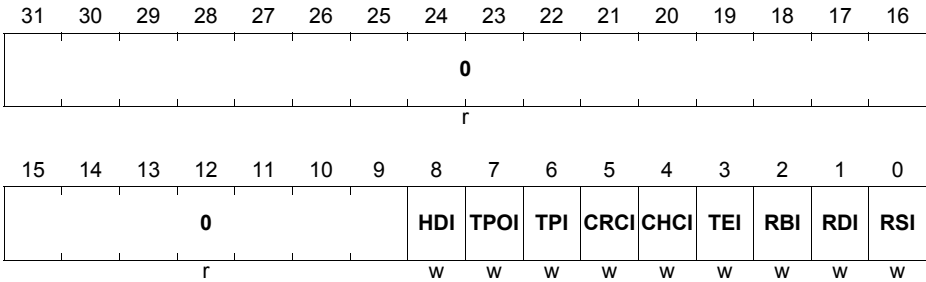 31 30 29 28 27 26 25 24 23 22 21 20 19 18 17 16
0
r
15 14 13 12 11 10 9 8 7 6 5 4 3 2 1 0
0 HDI TPOI TPI CRCI CHCI TEI RBI RDI RSI
r w w w w w w w w w